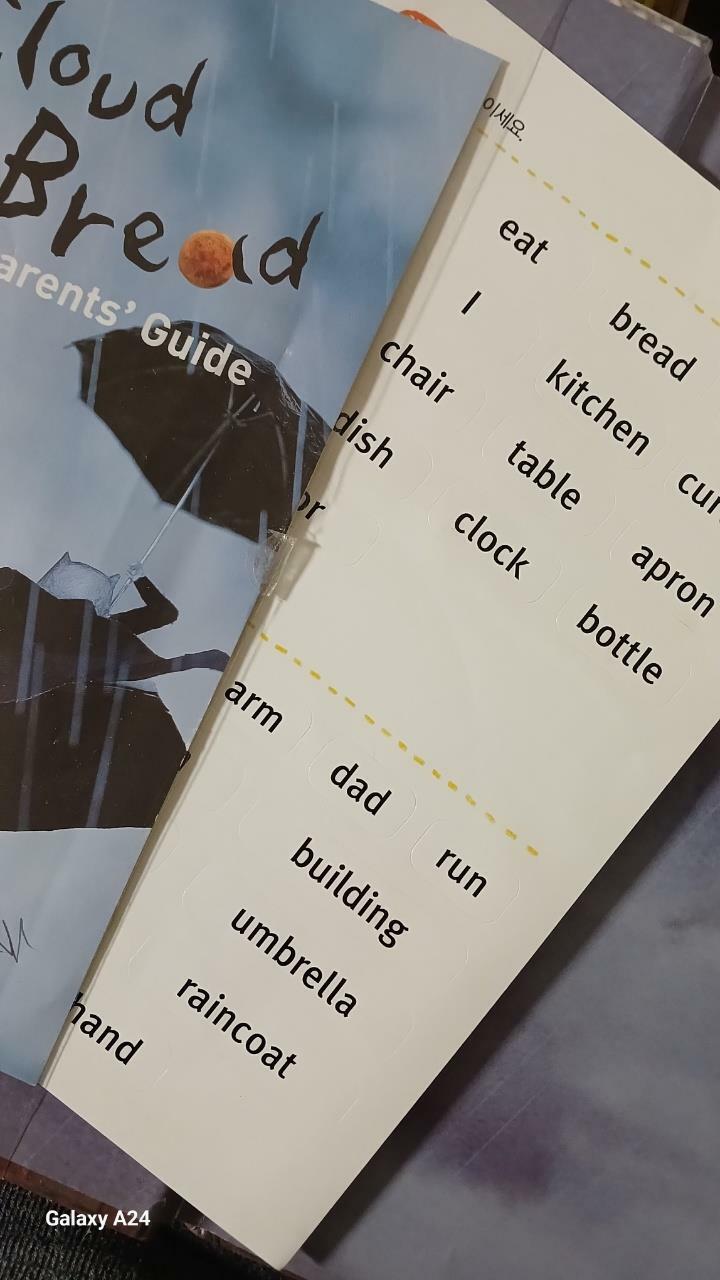 Cloud
Bread
Parents' Guide
이세요.
eat
bread
I
kitchen
chair
table
dish
apron
clock
bottle
arm
dad
run
building
umbrella
raincoat
hand
Galaxy A24